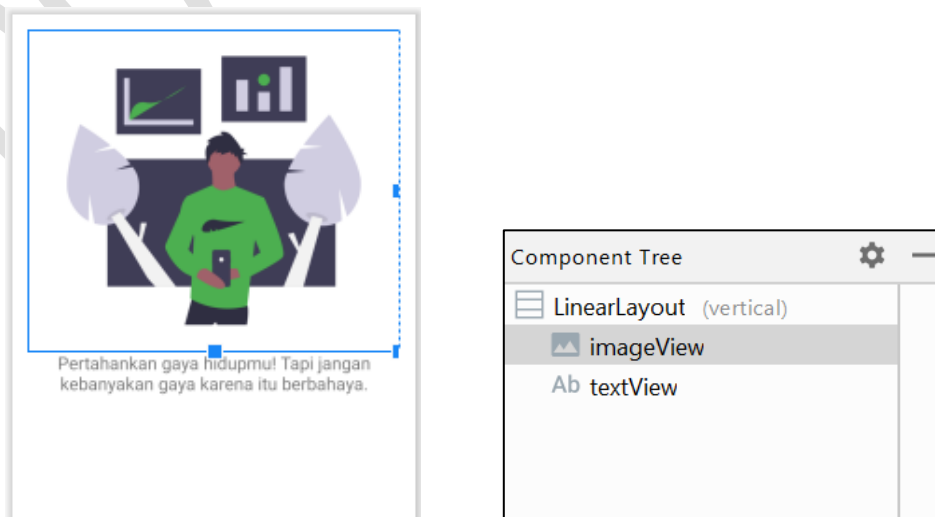 Pertahankan gaya hidupmu! Tapi jangan
kebanyakan gaya karena itu berbahaya.
Component Tree
LinearLayout (vertical)
imageView
Ab textView